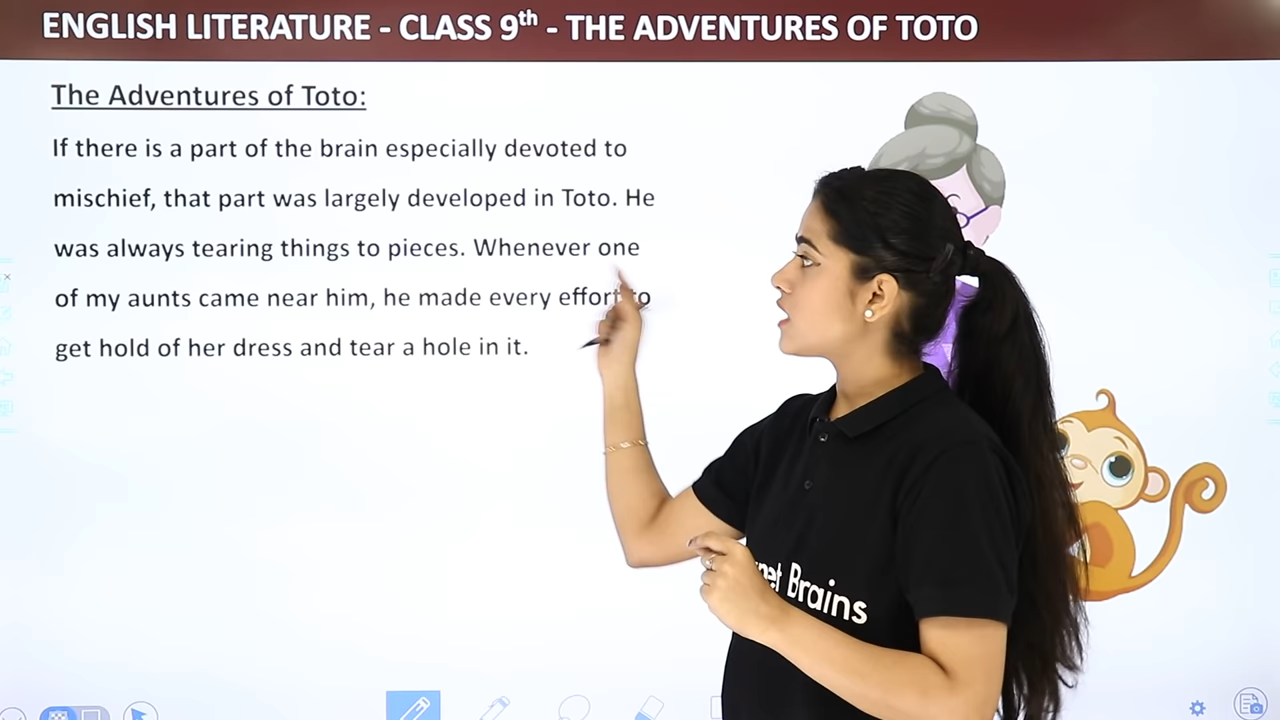 ENGLISH LITERATURE - CLASS 9th - THE ADVENTURES OF TOTO
The Adventures of Toto:
If there is a part of the brain especially devoted to
mischief, that part was largely developed in Toto. He
was always tearing things to pieces. Whenever one
of my aunts came near him, he made every effort to
get hold of her dress and tear a hole in it.
Brains